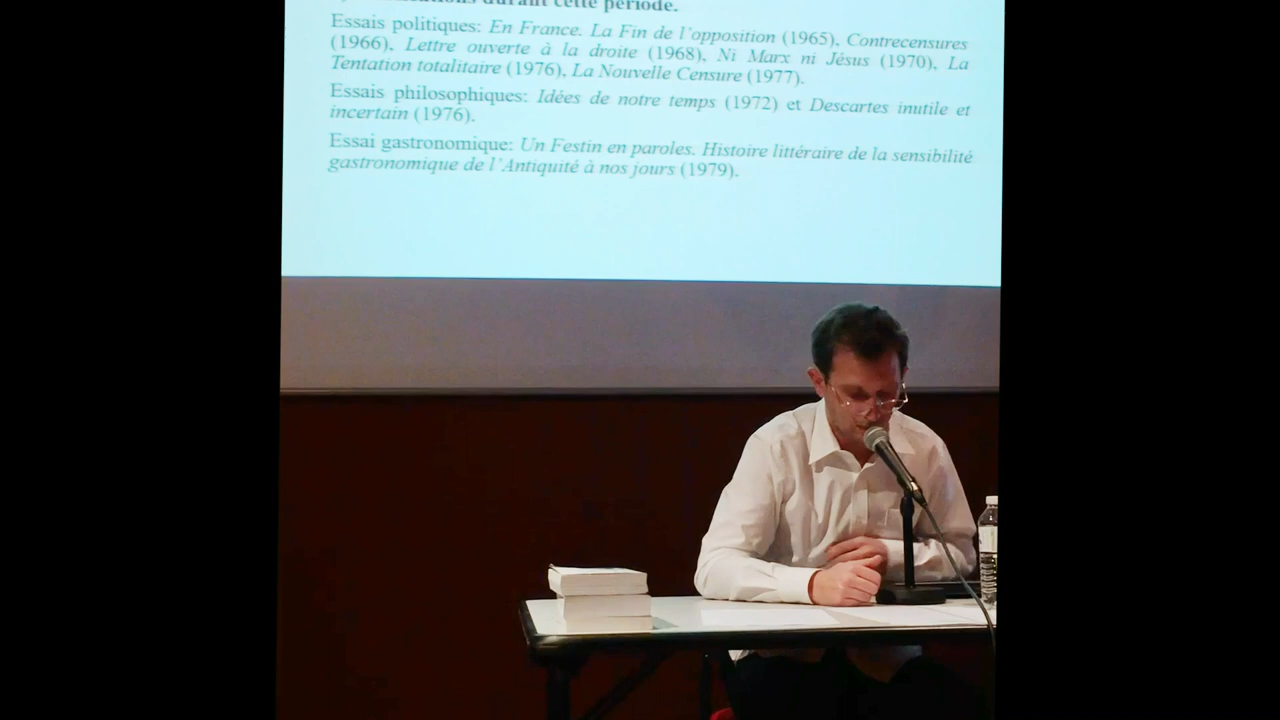 durant cette période.
Essais politiques: En France. La Fin de l'opposition (1965), Contrecensures
(1966), Lettre ouverte à la droite (1968), Ni Marx ni Jésus (1970), La
Tentation totalitaire (1976), La Nouvelle Censure (1977).
Essais philosophiques: Idées de notre temps (1972) et Descartes inutile et
incertain (1976).
Essai gastronomique: Un Festin en paroles. Histoire littéraire de la sensibilité
gastronomique de l'Antiquité à nos jours (1979).